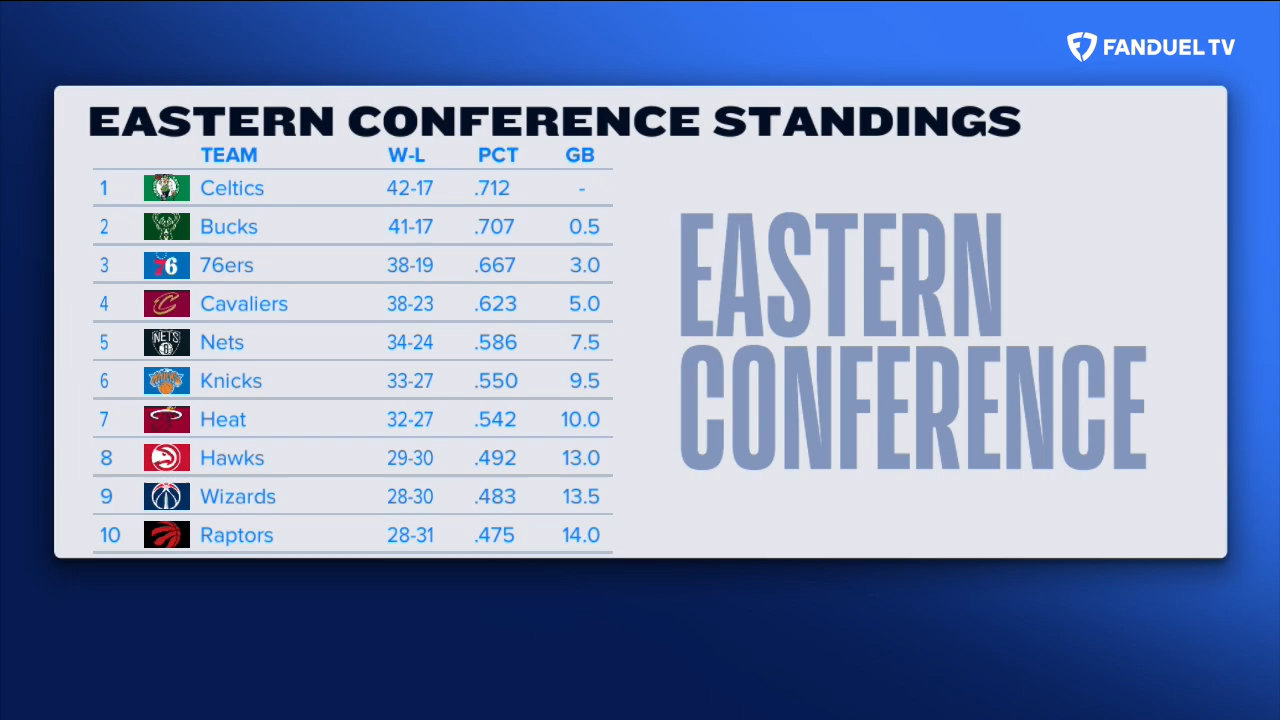 FANDUEL TV
EASTERN CONFERENCE STANDINGS
TEAM W-L PCT GB
1 Celtics 42-17 .712 -
2 Bucks 41-17 .707 0.5
3 76 76ers 38-19 .667 3.0
4 C Cavaliers 38-23 .623 5.0
5 NETS B Nets 34-24 .586 7.5
6 Knicks 33-27 .550 9.5
7 Heat 32-27 .542 10.0
8 Hawks 29-30 .492 13.0
9 Wizards 28-30 .483 13.5
10 Raptors 28-31 .475 14.0
EASTERN
CONFERENCE